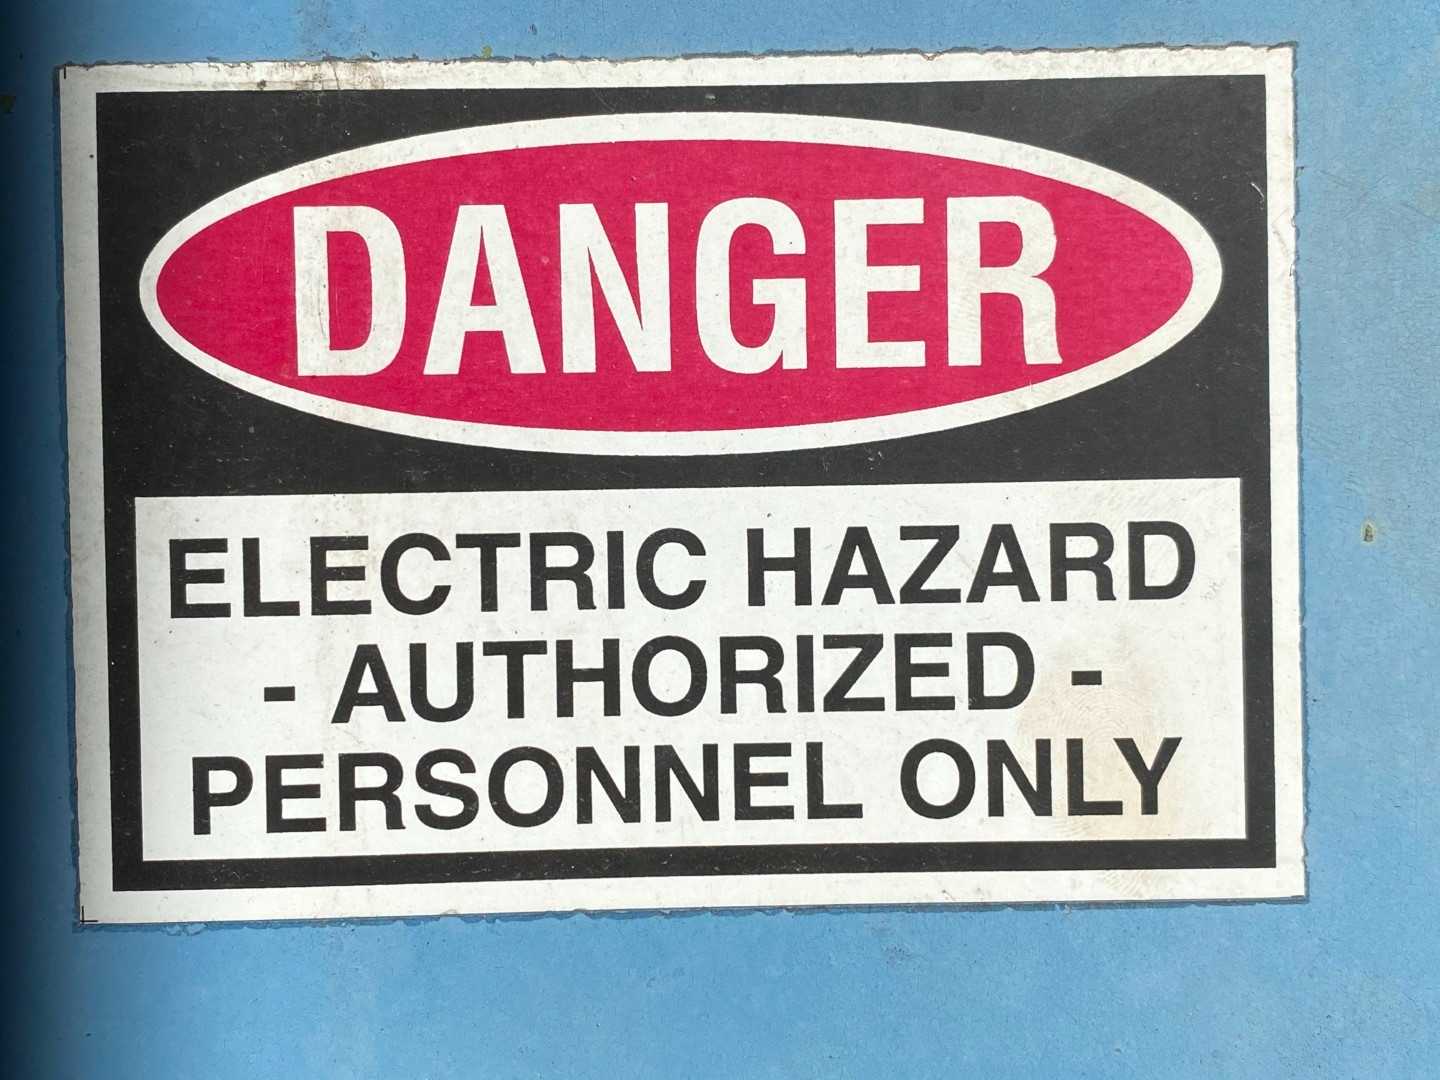 DANGER
ELECTRIC HAZARD
- AUTHORIZED -
PERSONNEL ONLY